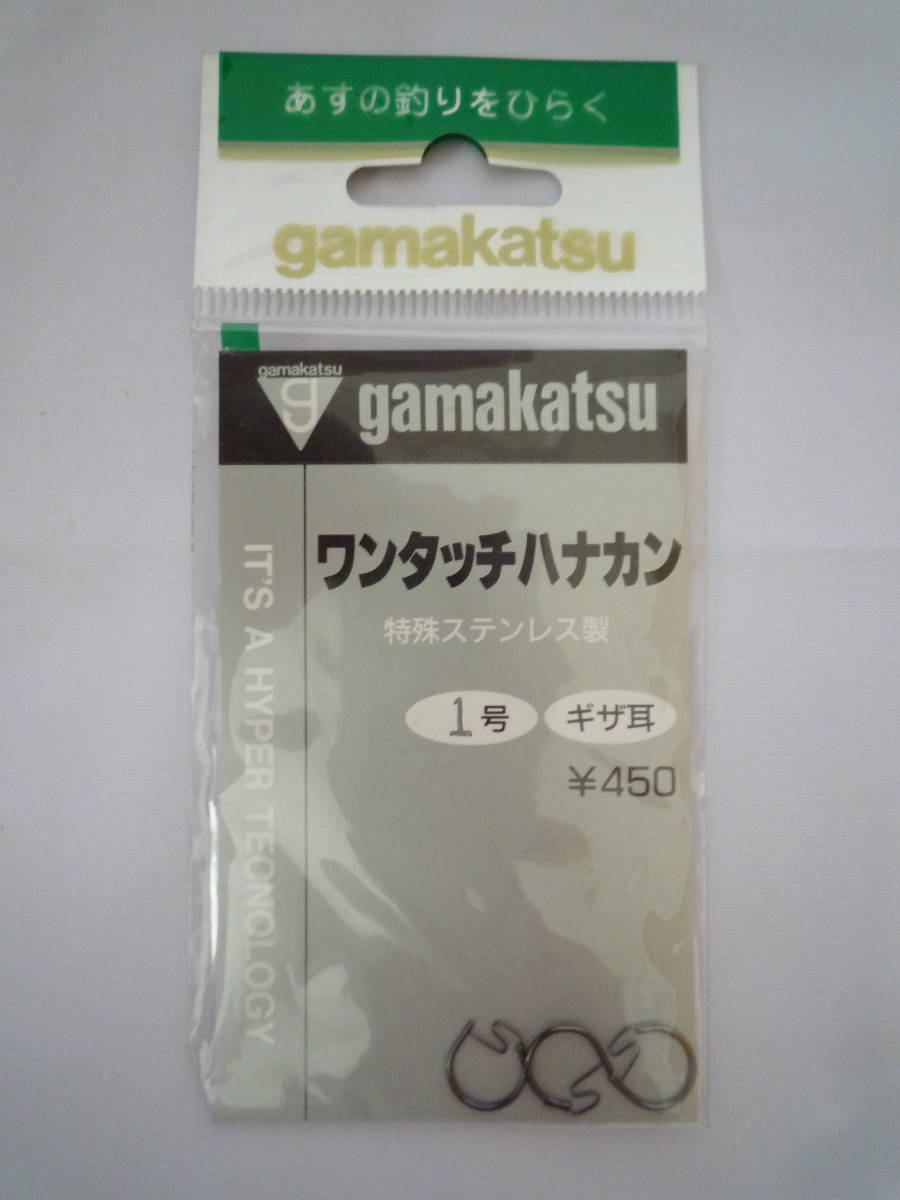 あすの釣りをひらく
gamakatsu
gamakatsu
gamakatsu
ワンタッチハナカン
特殊ステンレス製
1号
ギザ耳
¥450
IT'S A HYPER TECNOLOGY